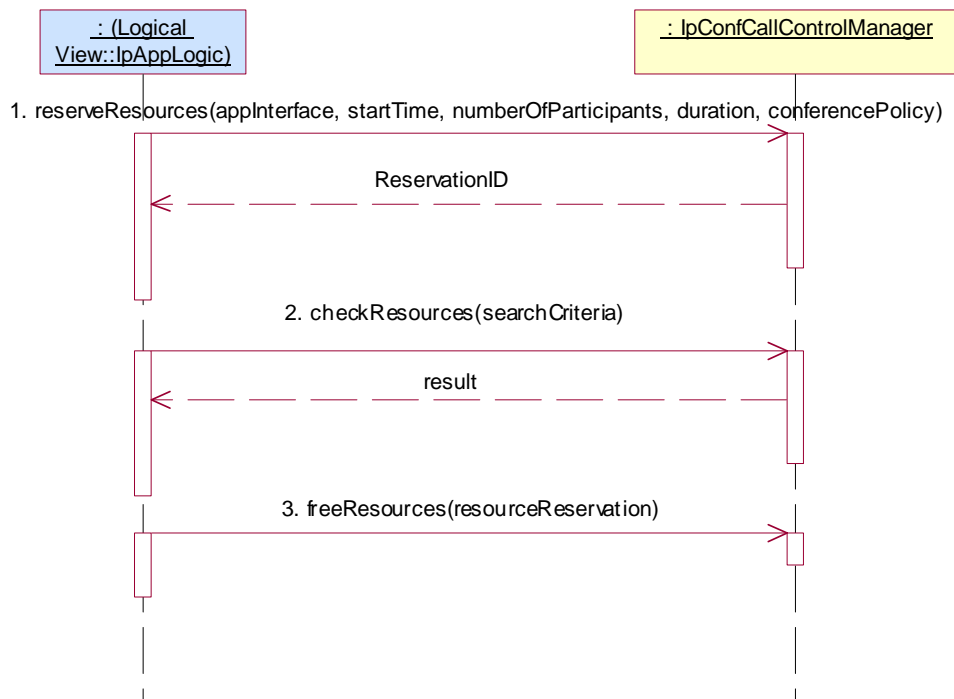 : (Logical
View::IpAppLogic)
: IpConfCallControlManager
1. reserveResources(appInterface, startTime, numberOfParticipants, duration, conferencePolicy)
ReservationID
2. checkResources(searchCriteria)
result
3. freeResources(resourceReservation)